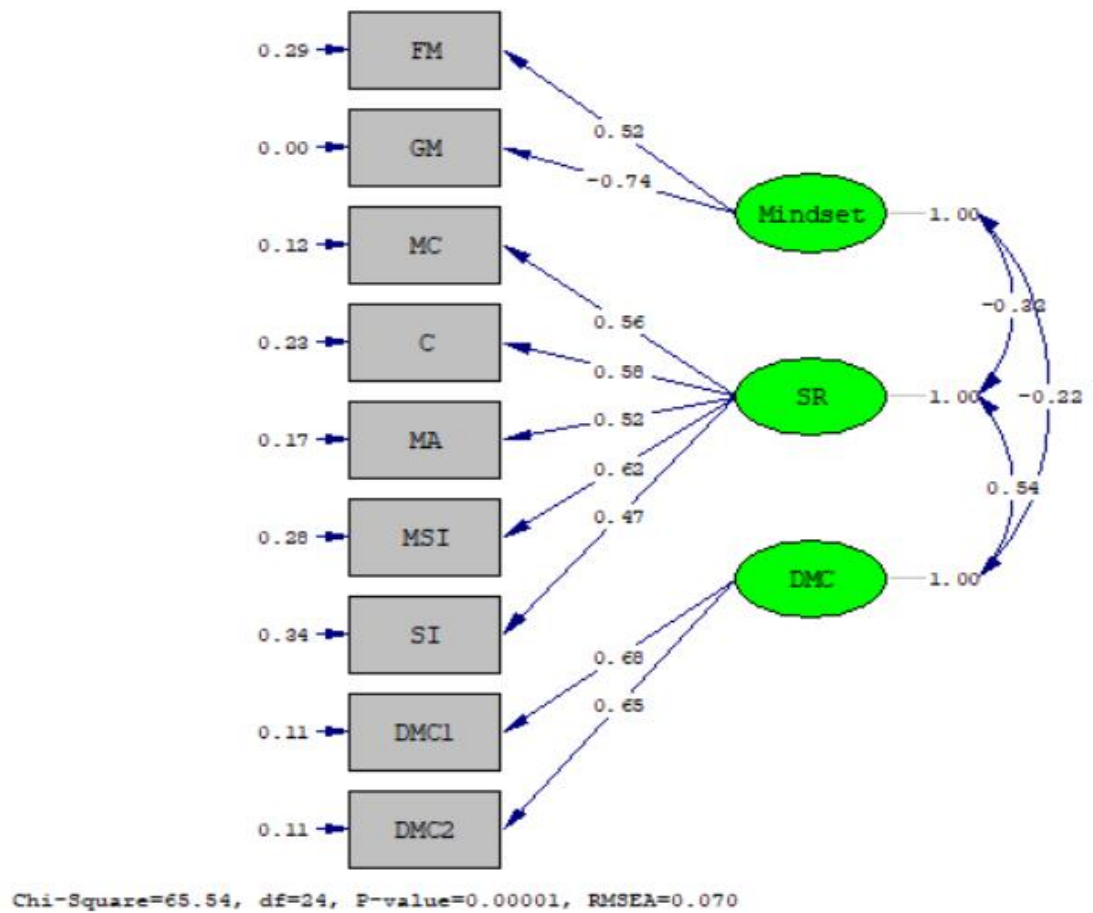 0.29 FM
0.52
0.00 GM
-0.74
Mindset 1.00
0.12 MC
-0.32
0.56
0.23 C
0.58
SR 1.00 -0.22
0.52
0.17 MA
0.62
0.54
0.47
0.28 MSI
DMC 1.00
0.34 SI
0.68
0.65
0.11 DMC1
0.11 DMC2
Chi-Square=65.54, df=24, P-value=0.00001, RMSEA=0.070